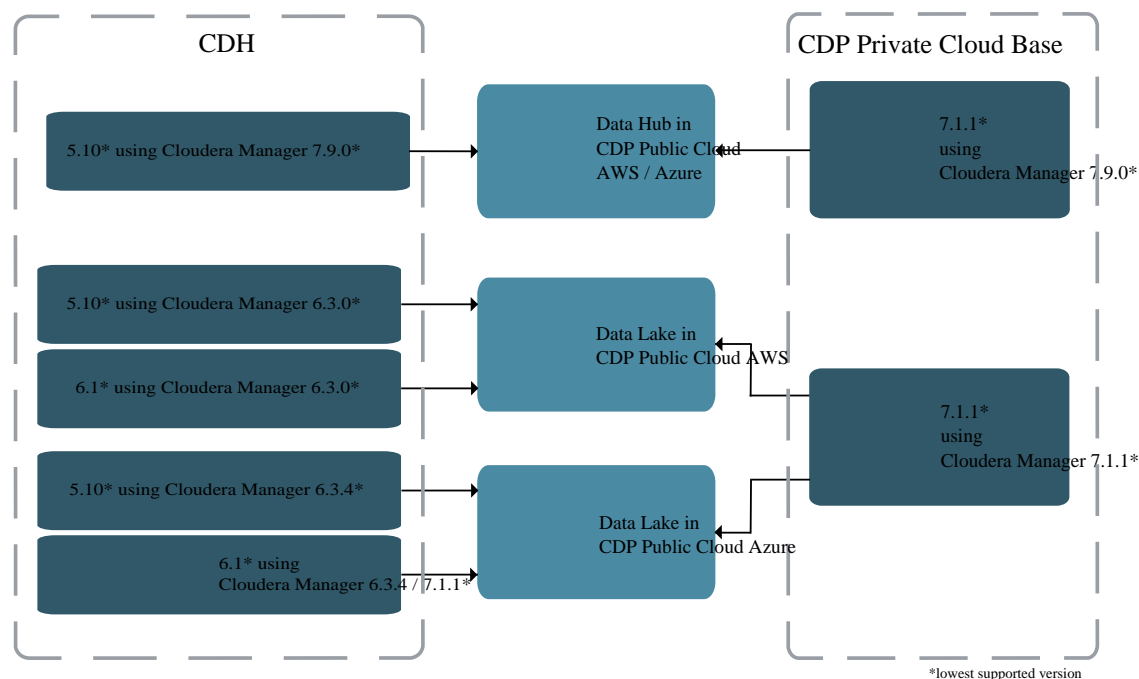 CDH
5.10* using Cloudera Manager 7.9.0*
5.10* using Cloudera Manager 6.3.0*
6.1* using Cloudera Manager 6.3.0*
5.10* using Cloudera Manager 6.3.4*
6.1* using
Cloudera Manager 6.3.4 / 7.1.1*
Data Hub in
CDP Public Cloud
AWS / Azure
Data Lake in
CDP Public Cloud AWS
Data Lake in
CDP Public Cloud Azure
CDP Private Cloud Base
7.1.1*
using
Cloudera Manager 7.9.0*
7.1.1*
using
Cloudera Manager 7.1.1*
*lowest supported version